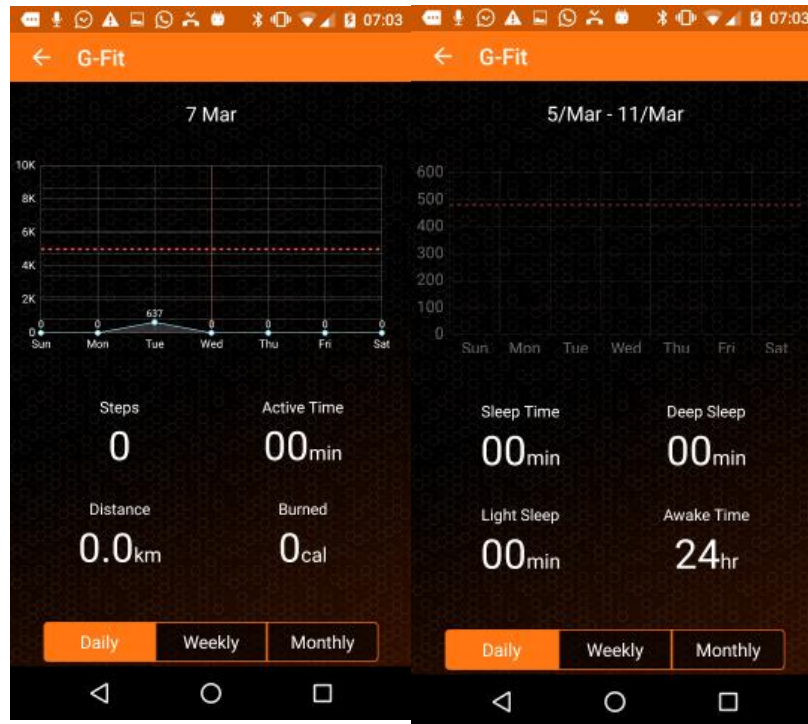 07:03
G-Fit
7 Mar
10K
8K
6K
4K
2K
0
0 0 637 0 0 0 0
Sun Mon Tue Wed Thu Fri Sat
Steps Active Time
0 00min
Distance Burned
0.0km 0cal
Daily Weekly Monthly
07:03
G-Fit
5/Mar - 11/Mar
600
500
400
300
200
100
0
Sun Mon Tue Wed Thu Fri Sat
Sleep Time Deep Sleep
00min 00min
Light Sleep Awake Time
00min 24hr
Daily Weekly Monthly